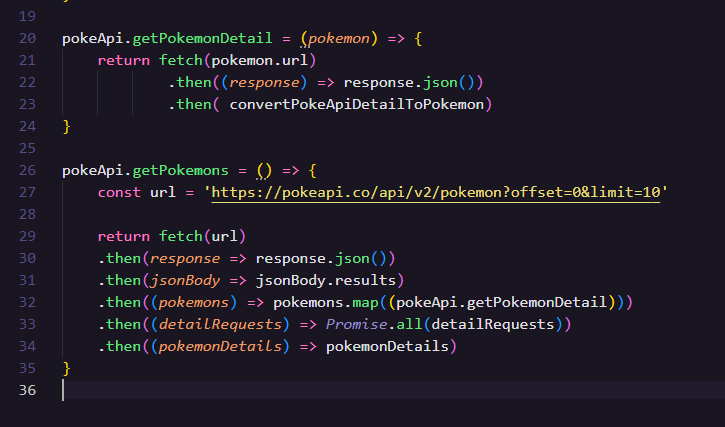 19
20 pokeApi.getPokemonDetail = (pokemon) => {
21     return fetch(pokemon.url)
22             .then((response) => response.json())
23             .then( convertPokeApiDetailToPokemon)
24 }
25
26 pokeApi.getPokemons = () => {
27     const url = 'https://pokeapi.co/api/v2/pokemon?offset=0&limit=10'
28
29     return fetch(url)
30     .then(response => response.json())
31     .then(jsonBody => jsonBody.results)
32     .then((pokemons) => pokemons.map((pokeApi.getPokemonDetail)))
33     .then((detailRequests) => Promise.all(detailRequests))
34     .then((pokemonDetails) => pokemonDetails)
35 }
36